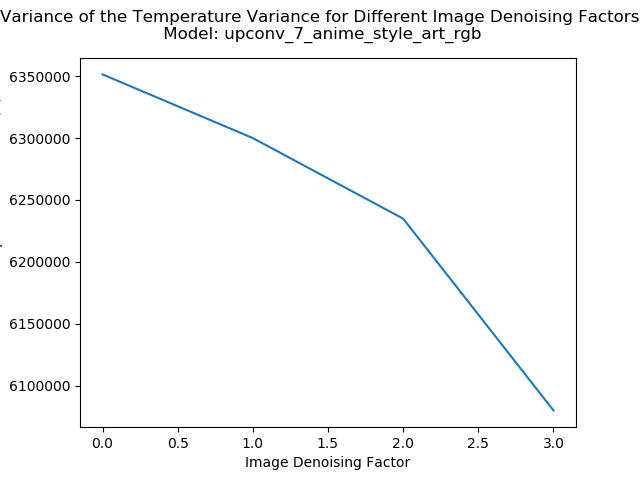 Variance of the Temperature Variance for Different Image Denoising Factors
Model: upconv_7_anime_style_art_rgb
6350000
6300000
6250000
6200000
6150000
6100000
0.0 0.5 1.0 1.5 2.0 2.5 3.0
Image Denoising Factor